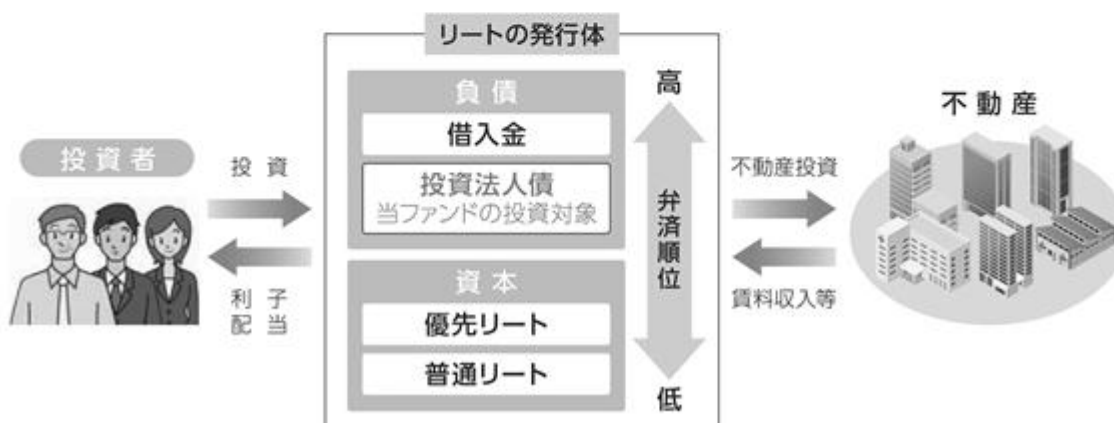 リートの発行体
負債
借入金
投資法人債
当ファンドの投資対象
資本
優先リート
普通リート
高
弁済順位
低
投資者
投資
利子
配当
不動産投資
賃料収入等
不動産